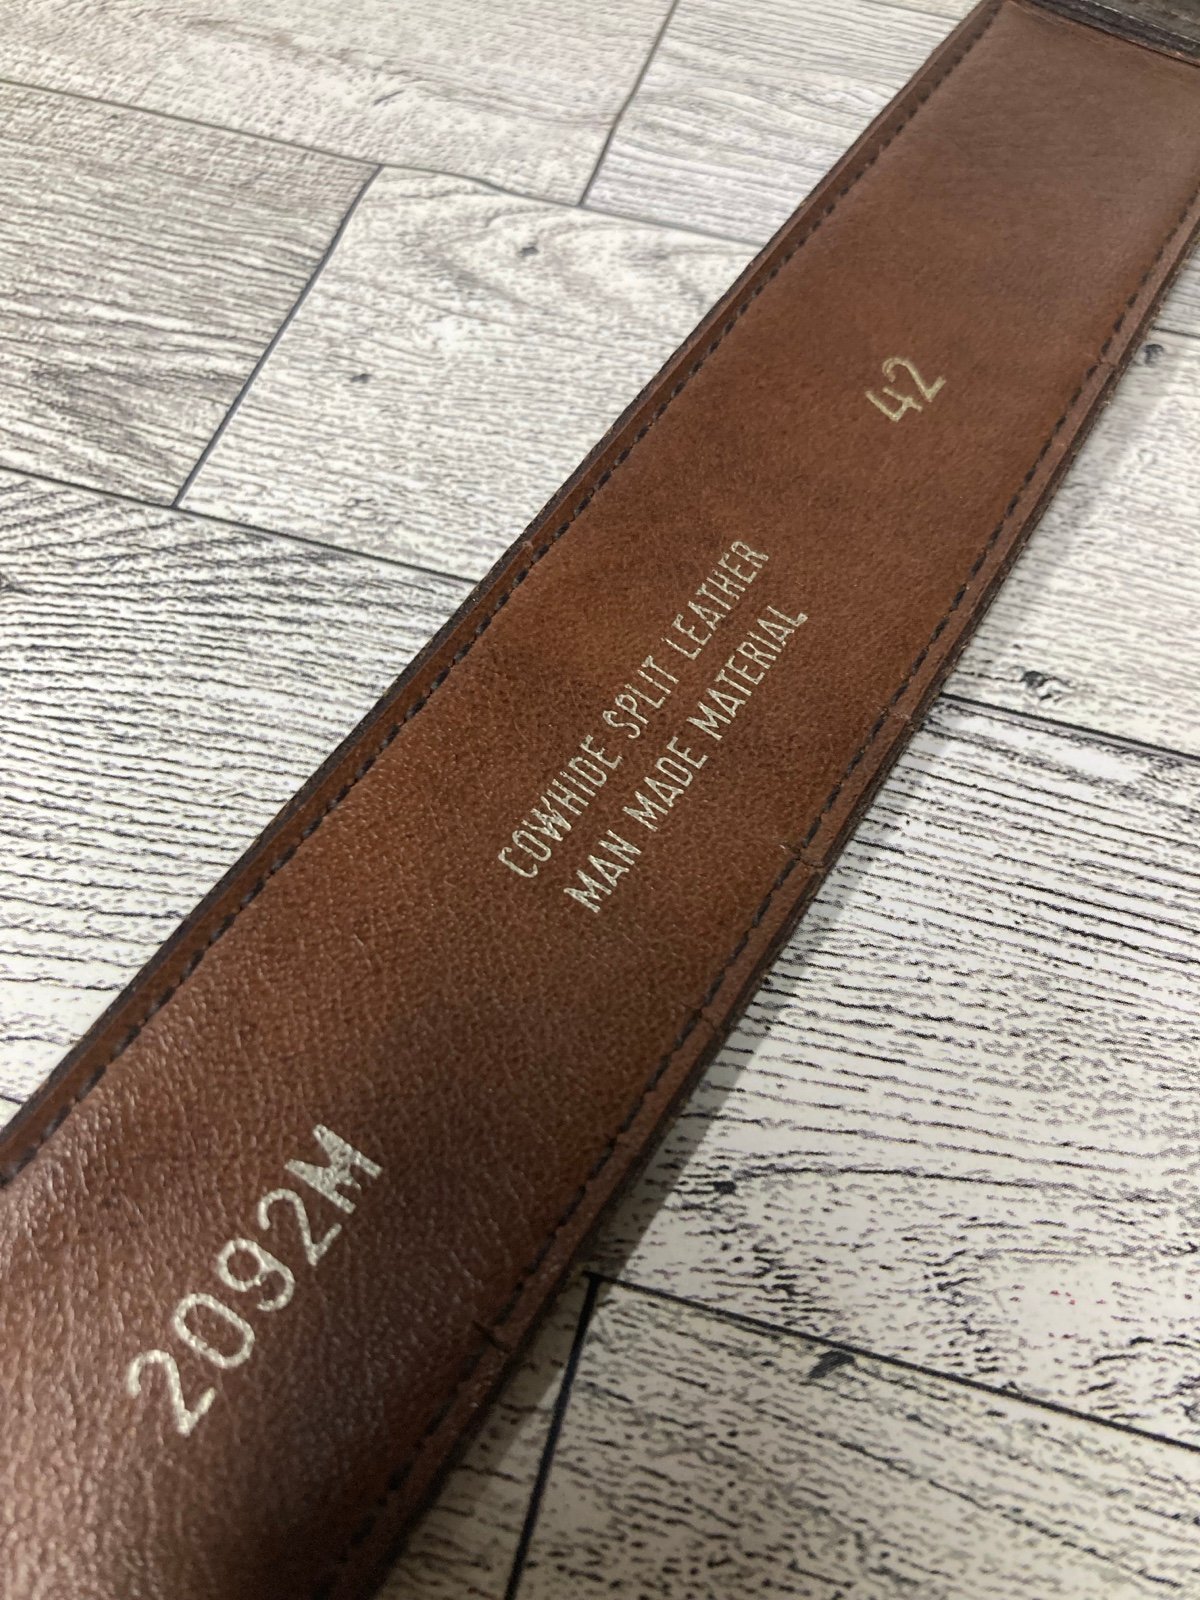 42
COWHIDE SPLIT LEATHER
MAN MADE MATERIAL
2092M